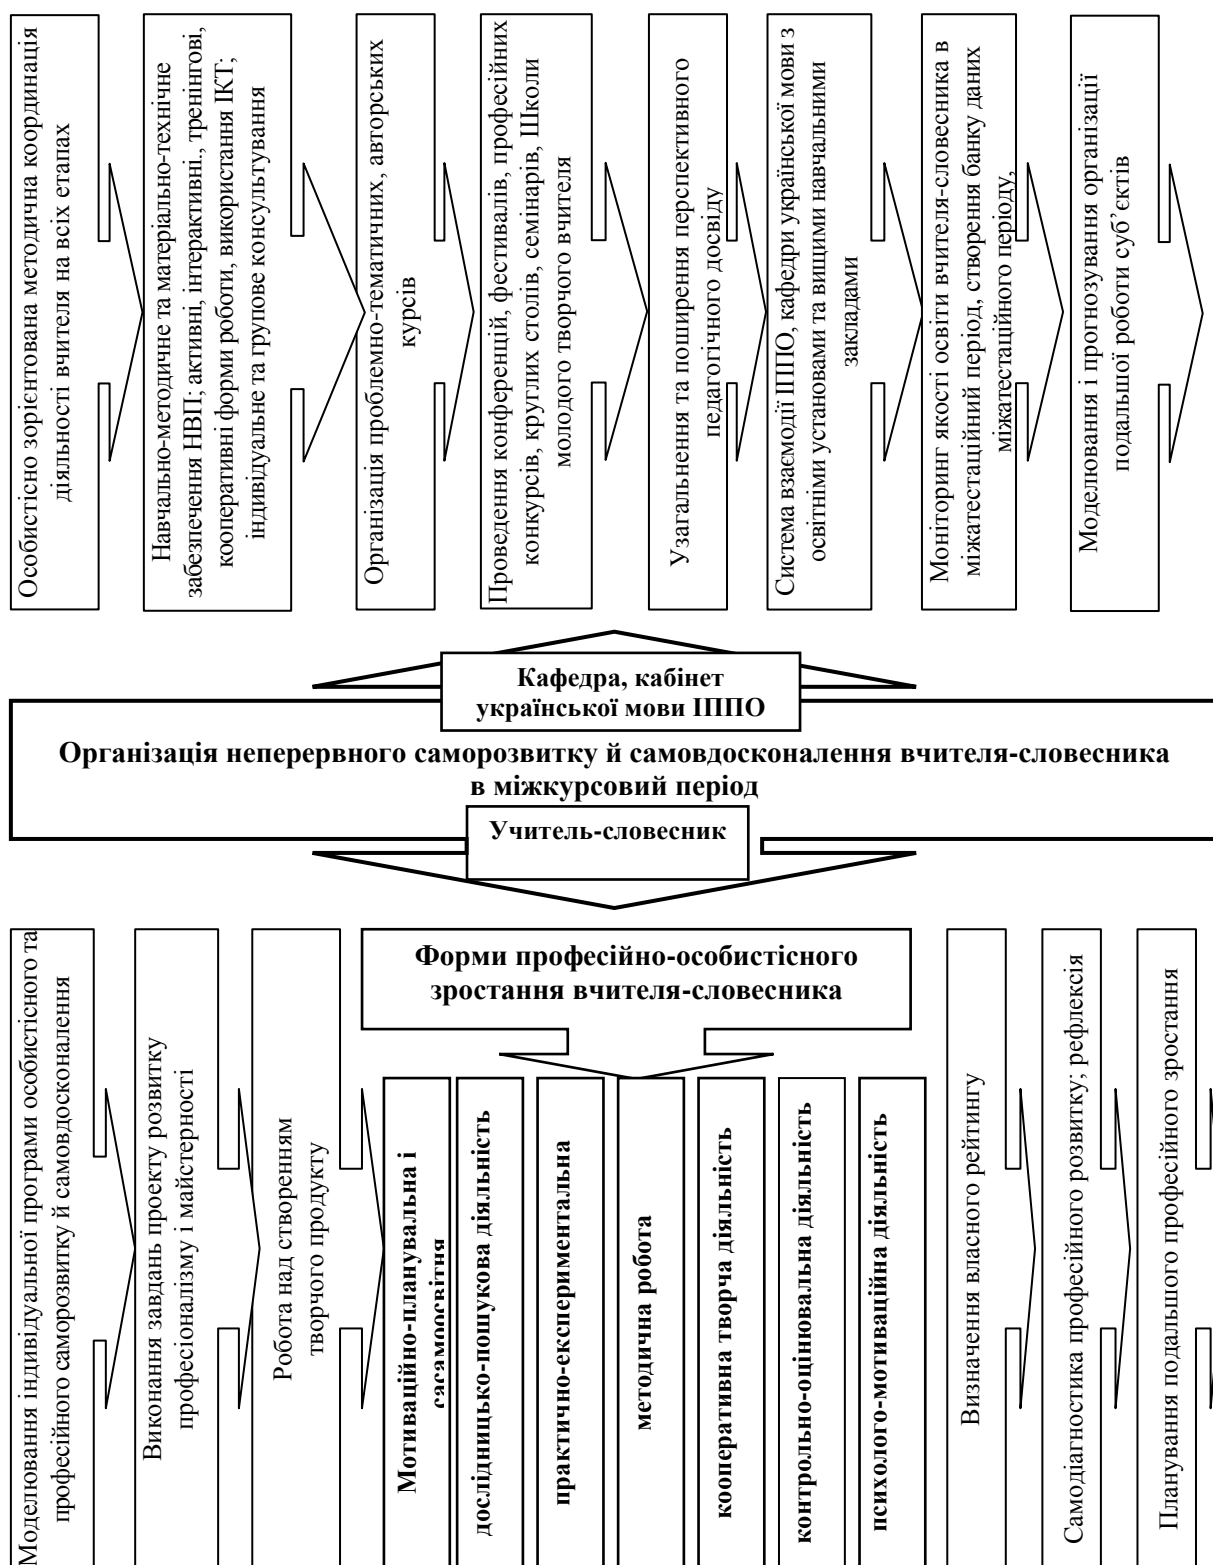 Особистісно зорієнтована методична координація
діяльності вчителя на всіх етапах
Навчально-методичне та матеріально-технічне
забезпечення НВП; активні, інтерактивні., тренінгові,
кооперативні форми роботи, використання ІКТ;
індивідуальне та групове консультування
Організація проблемно-тематичних, авторських
курсів
Проведення конференцій, фестивалів, професійних
конкурсів, круглих столів, семінарів, Школи
молодого творчого вчителя
Узагальнення та поширення перспективного
педагогічного досвіду
Система взаємодії ІППО, кафедри української мови з
освітніми установами та вищими навчальними
закладами
Моніторинг якості освіти вчителя-словесника в
міжатестаційний період, створення банку даних
міжатестаційного періоду,
Моделювання і прогнозування організації
подальшої роботи суб’єктів
Кафедра, кабінет
української мови ІППО
Організація неперервного саморозвитку й самовдосконалення вчителя-словесника
в міжкурсовий період
Учитель-словесник
Моделювання індивідуальної програми особистісного та
професійного саморозвитку й самовдосконалення
Виконання завдань проекту розвитку
професіоналізму і майстерності
Робота над створенням
творчого продукту
Форми професійно-особистісного
зростання вчителя-словесника
Мотиваційно-планувальна і
сасамоосвітня
дослідницько-пошукова діяльність
практично-експериментальна
методична робота
кооперативна творча діяльність
контрольно-оцінювальна діяльність
психолого-мотиваційна діяльність
Визначення власного рейтингу
Самодіагностика професійного розвитку; рефлексія
Планування подальшого професійного зростання